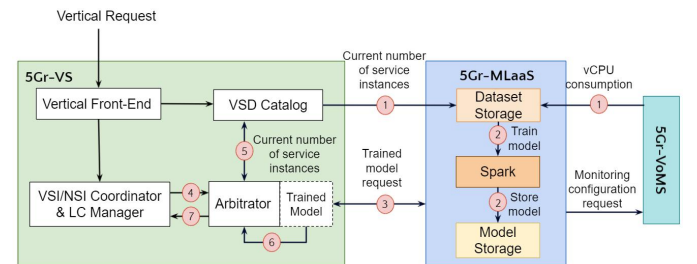 Vertical Request
5Gr-VS
Vertical Front-End
VSD Catalog
Current number
of service
instances
1
5Gr-MLaaS
Dataset
Storage
vCPU
consumption
1
5Gr-VoMS
2
Train
model
5
Current number
of service
instances
Trained
model
request
3
Spark
2
Store
model
Model
Storage
Monitoring
configuration
request
VSI/NSI Coordinator
& LC Manager
4
7
Arbitrator
Trained
Model
6